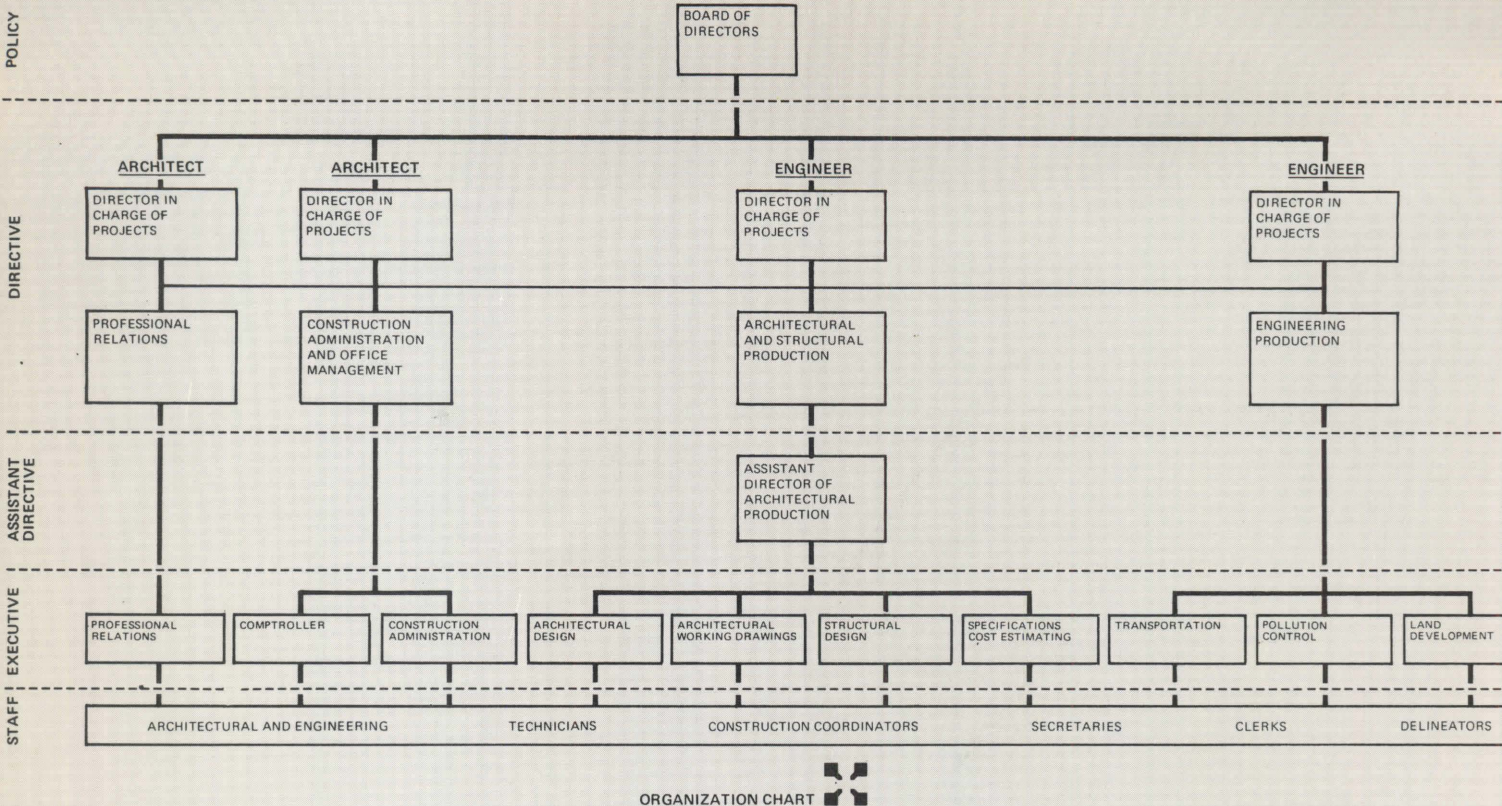 POLICY
BOARD OF
DIRECTORS
DIRECTIVE
ARCHITECT
ARCHITECT
ENGINEER
ENGINEER
DIRECTOR IN
CHARGE OF
PROJECTS
DIRECTOR IN
CHARGE OF
PROJECTS
DIRECTOR IN
CHARGE OF
PROJECTS
DIRECTOR IN
CHARGE OF
PROJECTS
PROFESSIONAL
RELATIONS
CONSTRUCTION
ADMINISTRATION
AND OFFICE
MANAGEMENT
ARCHITECTURAL
AND STRUCTURAL
PRODUCTION
ENGINEERING
PRODUCTION
ASSISTANT
DIRECTIVE
ASSISTANT
DIRECTOR OF
ARCHITECTURAL
PRODUCTION
EXECUTIVE
PROFESSIONAL
RELATIONS
COMPTROLLER
CONSTRUCTION
ADMINISTRATION
ARCHITECTURAL
DESIGN
ARCHITECTURAL
WORKING DRAWINGS
STRUCTURAL
DESIGN
SPECIFICATIONS
COST ESTIMATING
TRANSPORTATION
POLLUTION
CONTROL
LAND
DEVELOPMENT
STAFF
ARCHITECTURAL AND ENGINEERING
TECHNICIANS
CONSTRUCTION COORDINATORS
SECRETARIES
CLERKS
DELINEATORS
ORGANIZATION CHART